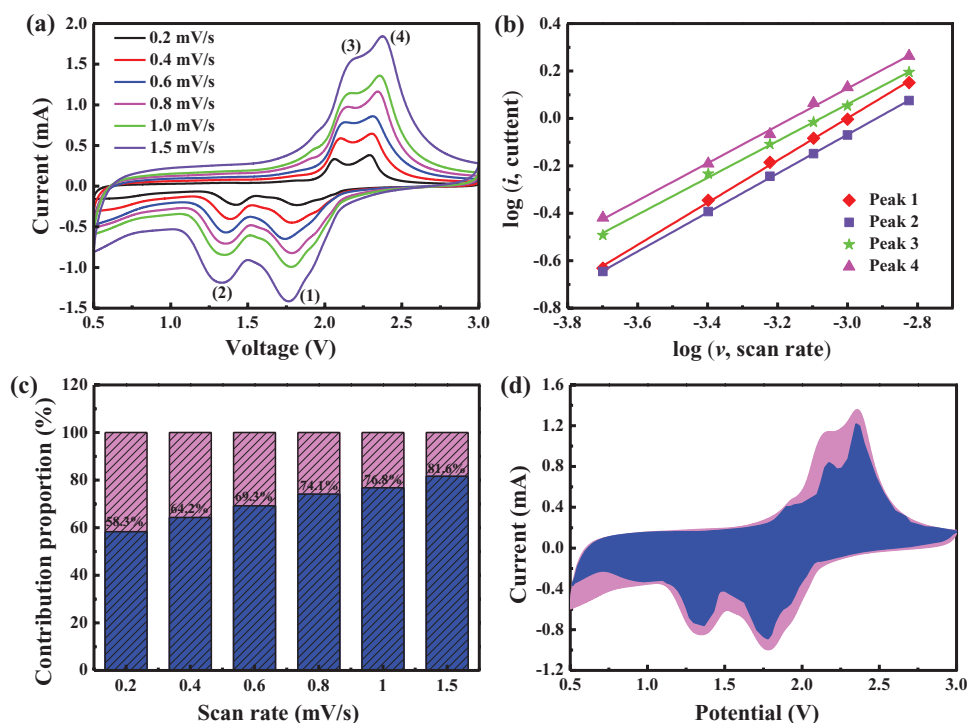 (a)
0.2 mV/s
0.4 mV/s
0.6 mV/s
0.8 mV/s
1.0 mV/s
1.5 mV/s
(3)
(4)
(2)
(1)
2.0
1.5
1.0
0.5
0.0
-0.5
-1.0
-1.5
Current (mA)
0.5 1.0 1.5 2.0 2.5 3.0
Voltage (V)
(b)
0.4
0.2
0.0
-0.2
-0.4
-0.6
-0.8
log (i, cuttent)
Peak 1
Peak 2
Peak 3
Peak 4
-3.8 -3.6 -3.4 -3.2 -3.0 -2.8
log (v, scan rate)
(c)
120
100
80
60
40
20
0
Contribution proportion (%)
58.3% 64.2% 69.3% 74.1% 76.8% 81.6%
0.2 0.4 0.6 0.8 1 1.5
Scan rate (mV/s)
(d)
1.6
1.2
0.8
0.4
0.0
-0.4
-0.8
-1.2
Current (mA)
0.5 1.0 1.5 2.0 2.5 3.0
Potential (V)